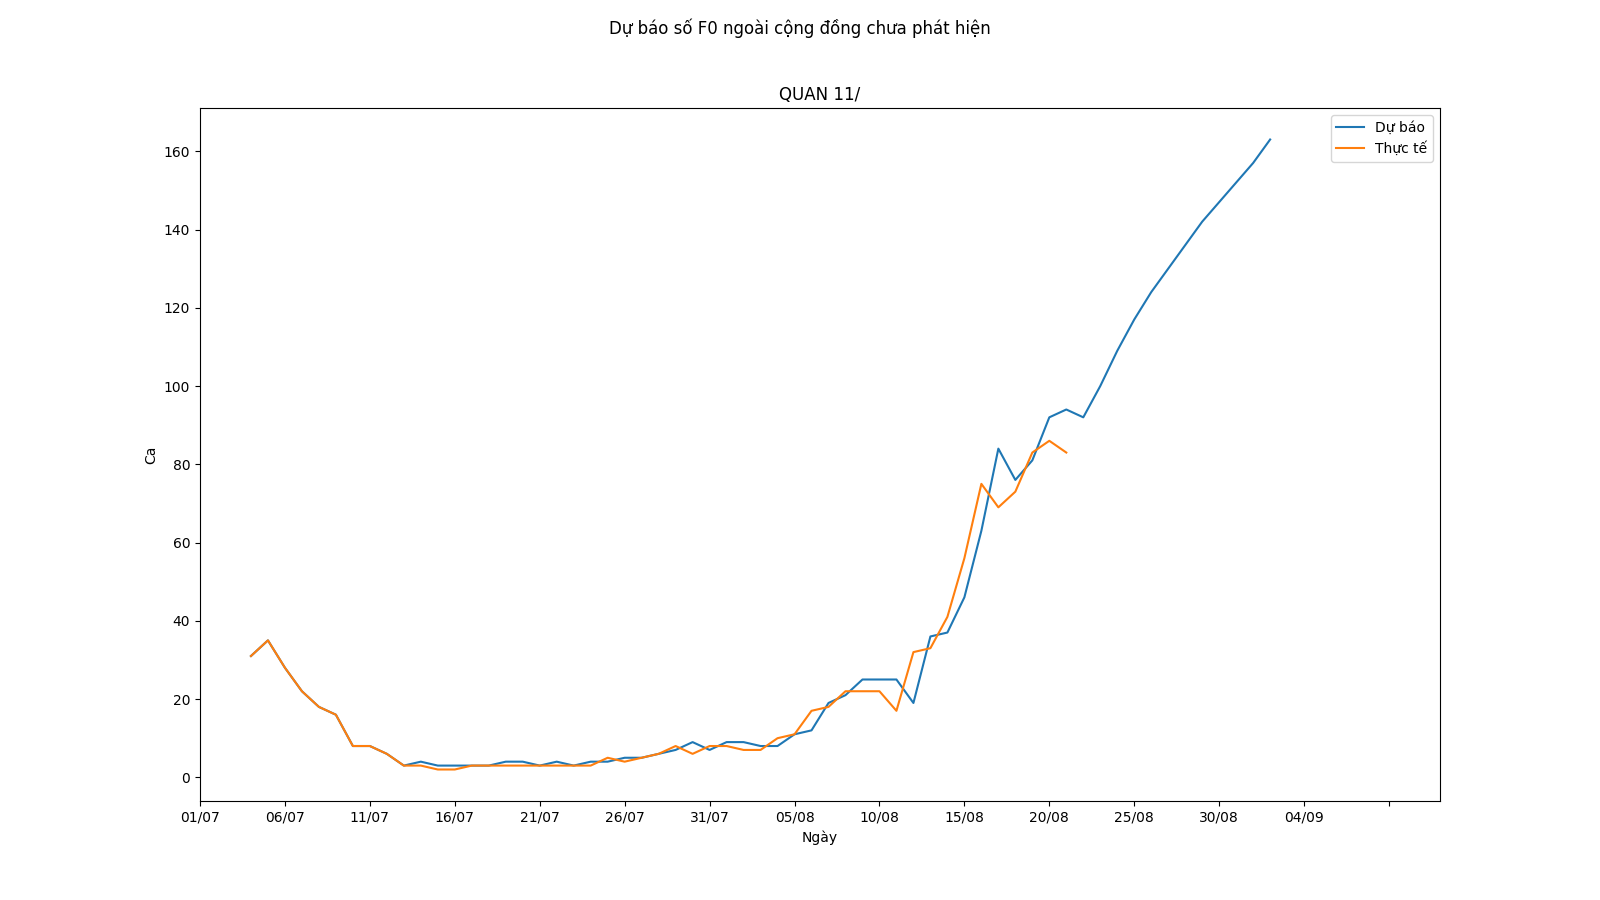 Dự báo số F0 ngoài cộng đồng chưa phát hiện
QUAN 11/
Dự báo
Thực tế
160
140
120
100
80
60
40
20
0
Ca
01/07 06/07 11/07 16/07 21/07 26/07 31/07 05/08 10/08 15/08 20/08 25/08 30/08 04/09
Ngày